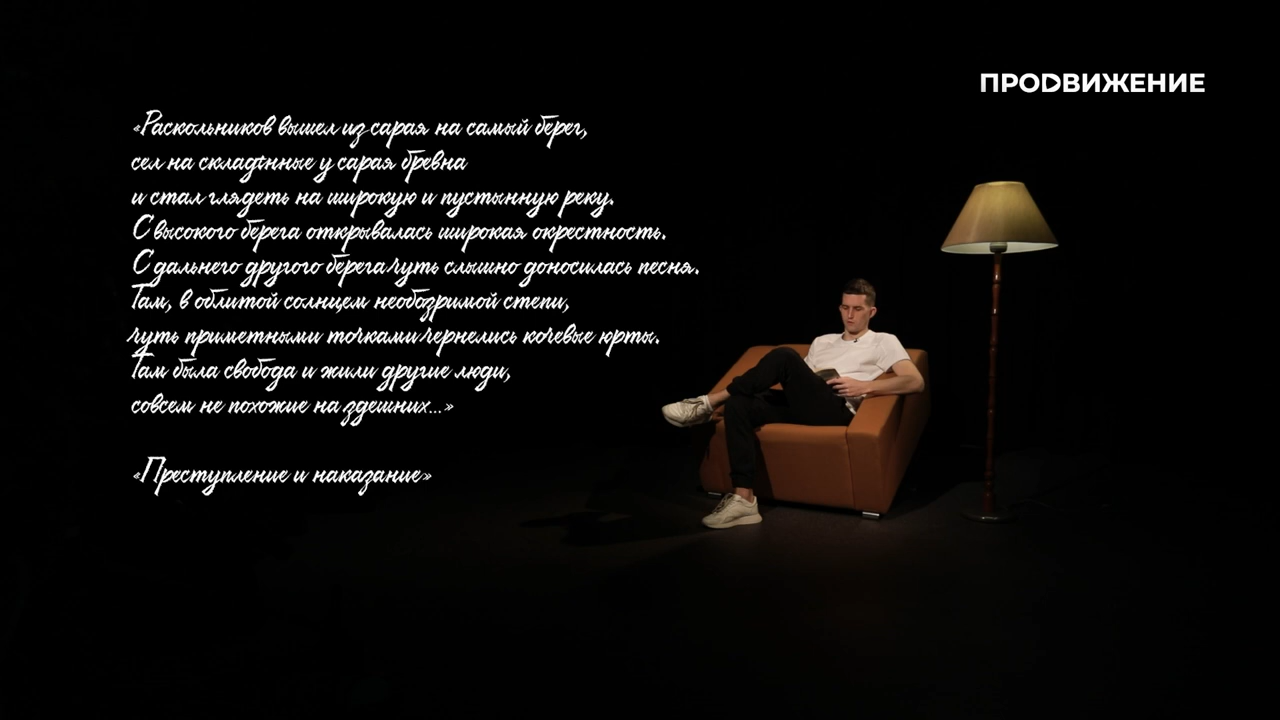 ПРОDВИЖЕНИЕ
«Раскольников вышел из сарая на самый берег,
сел на складенные у сарая бревна
и стал глядеть на широкую и пустынную реку.
С высокого берега открывалась широкая окрестность.
С дальнего другого берега чуть слышно доносилась песня.
Там, в облитой солнцем необозримой степи,
чуть приметными точками чернелись кочевые юрты.
Там была свобода и жили другие люди,
совсем не похожие на здешних...»
«Преступление и наказание»